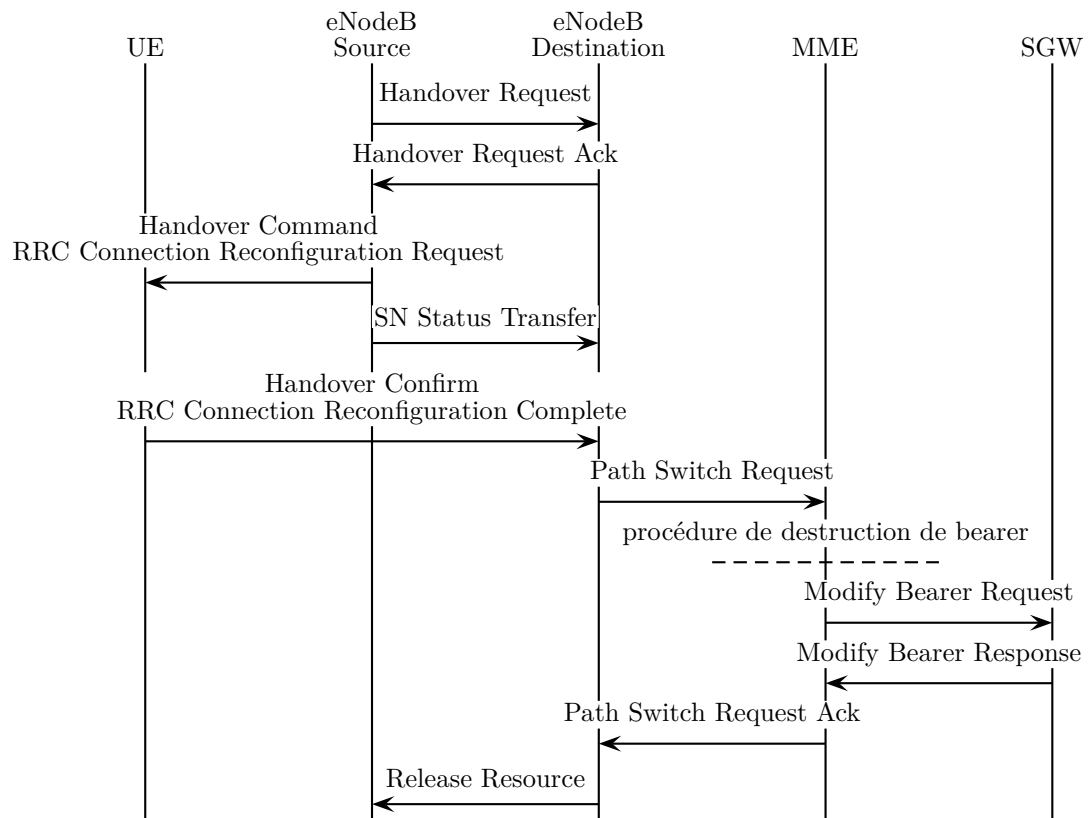 UE
eNodeB
Source
eNodeB
Destination
MME
SGW
Handover Request
Handover Request Ack
Handover Command
RRC Connection Reconfiguration Request
SN Status Transfer
Handover Confirm
RRC Connection Reconfiguration Complete
Path Switch Request
procédure de destruction de bearer
Modify Bearer Request
Modify Bearer Response
Path Switch Request Ack
Release Resource